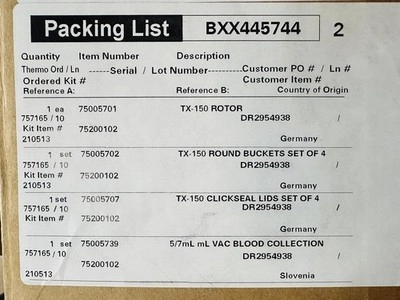 Packing List BXX445744 2
Quantity Item Number Description
Thermo Ord / Ln ------Serial / Lot Number---------- Customer PO # / Ln #
Ordered Kit# Customer Item #
Reference A: Reference B: Country of Origin
1 ea 75005701 TX-150 ROTOR
757165 / 10 DR2954938 /
Kit Item # 75200102
210513 Germany
1 set 75005702 TX-150 ROUND BUCKETS SET OF 4
757165 / 10 DR2954938 /
Kit Item # 75200102
210513 Germany
1 set 75005707 TX-150 CLICKSEAL LIDS SET OF 4
757165 / 10 DR2954938 /
Kit Item # 75200102
Germany
1 set 75005739 5/7mL mL VAC BLOOD COLLECTION
757165 / 10 DR2954938 /
75200102
210513 Slovenia